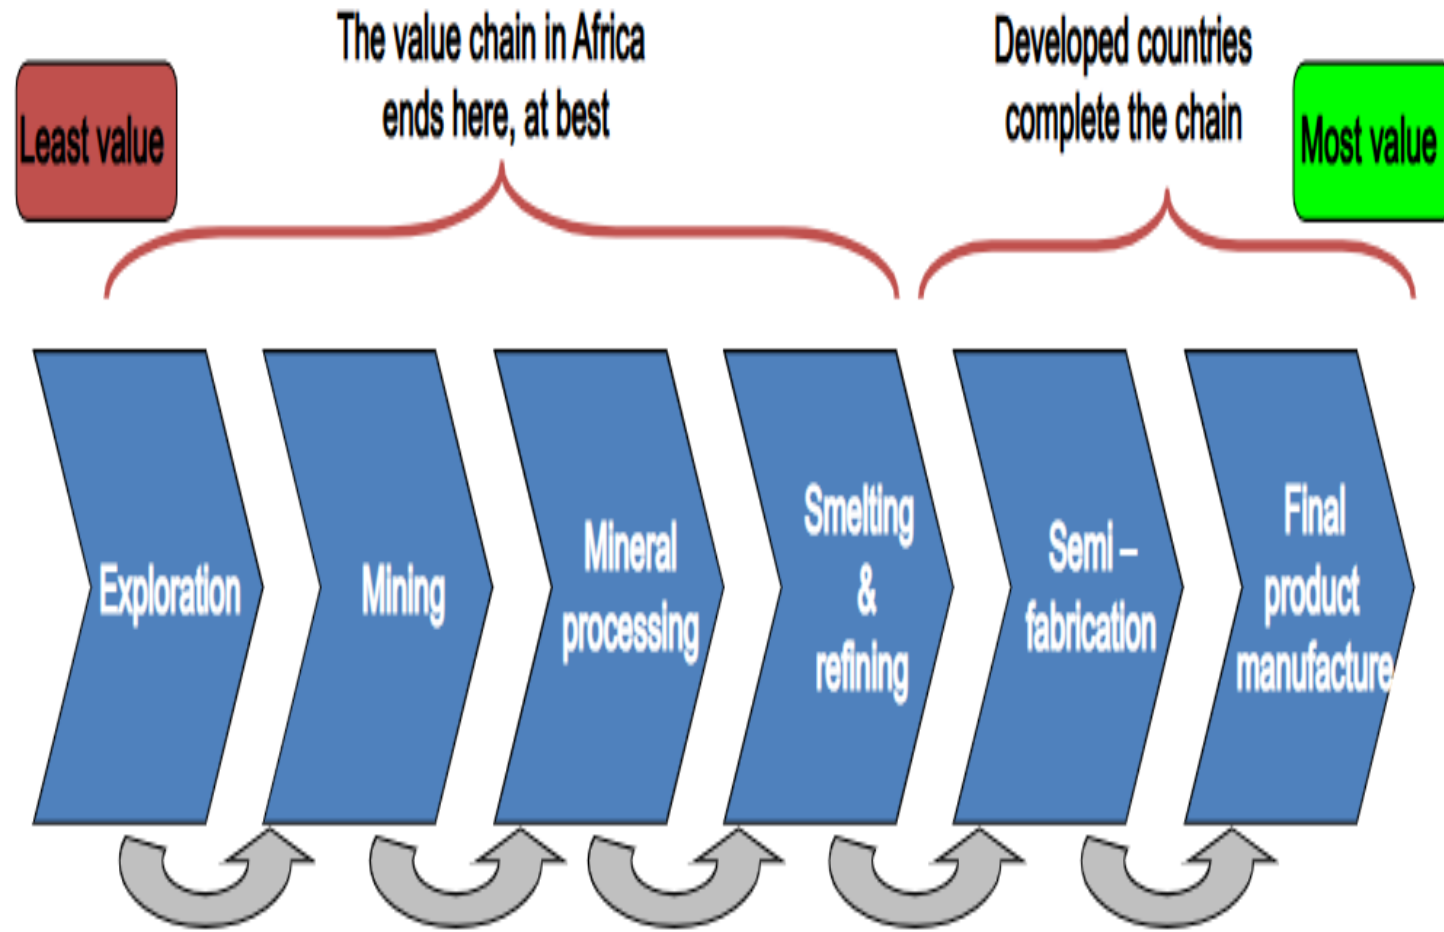 The value chain in Africa
ends here, at best
Developed countries
complete the chain
Least value
Most value
Exploration
Mining
Mineral
processing
Smelting
&
refining
Semi –
fabrication
Final
product
manufacture